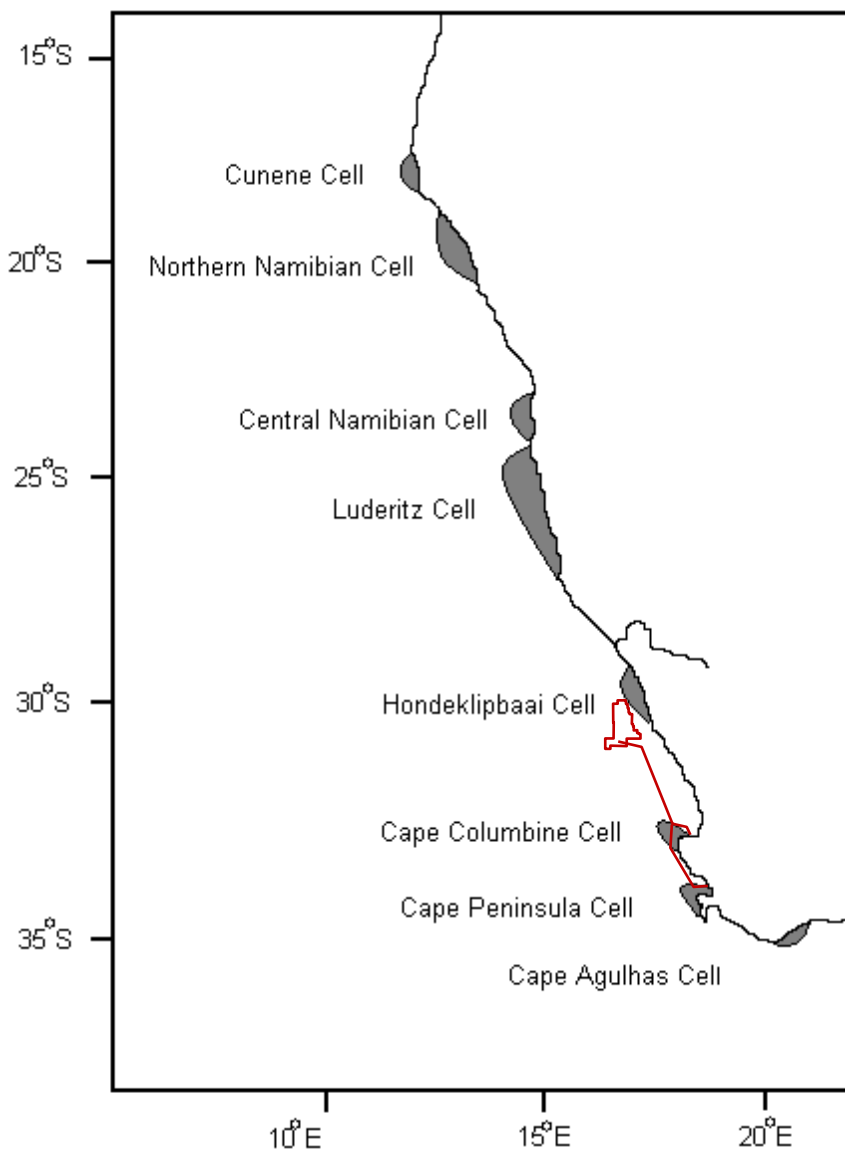 15°S
Cunene Cell
20°S
Northern Namibian Cell
Central Namibian Cell
25°S
Luderitz Cell
30°S
Hondeklipbaai Cell
Cape Columbine Cell
Cape Peninsula Cell
35°S
Cape Agulhas Cell
10°E
15°E
20°E